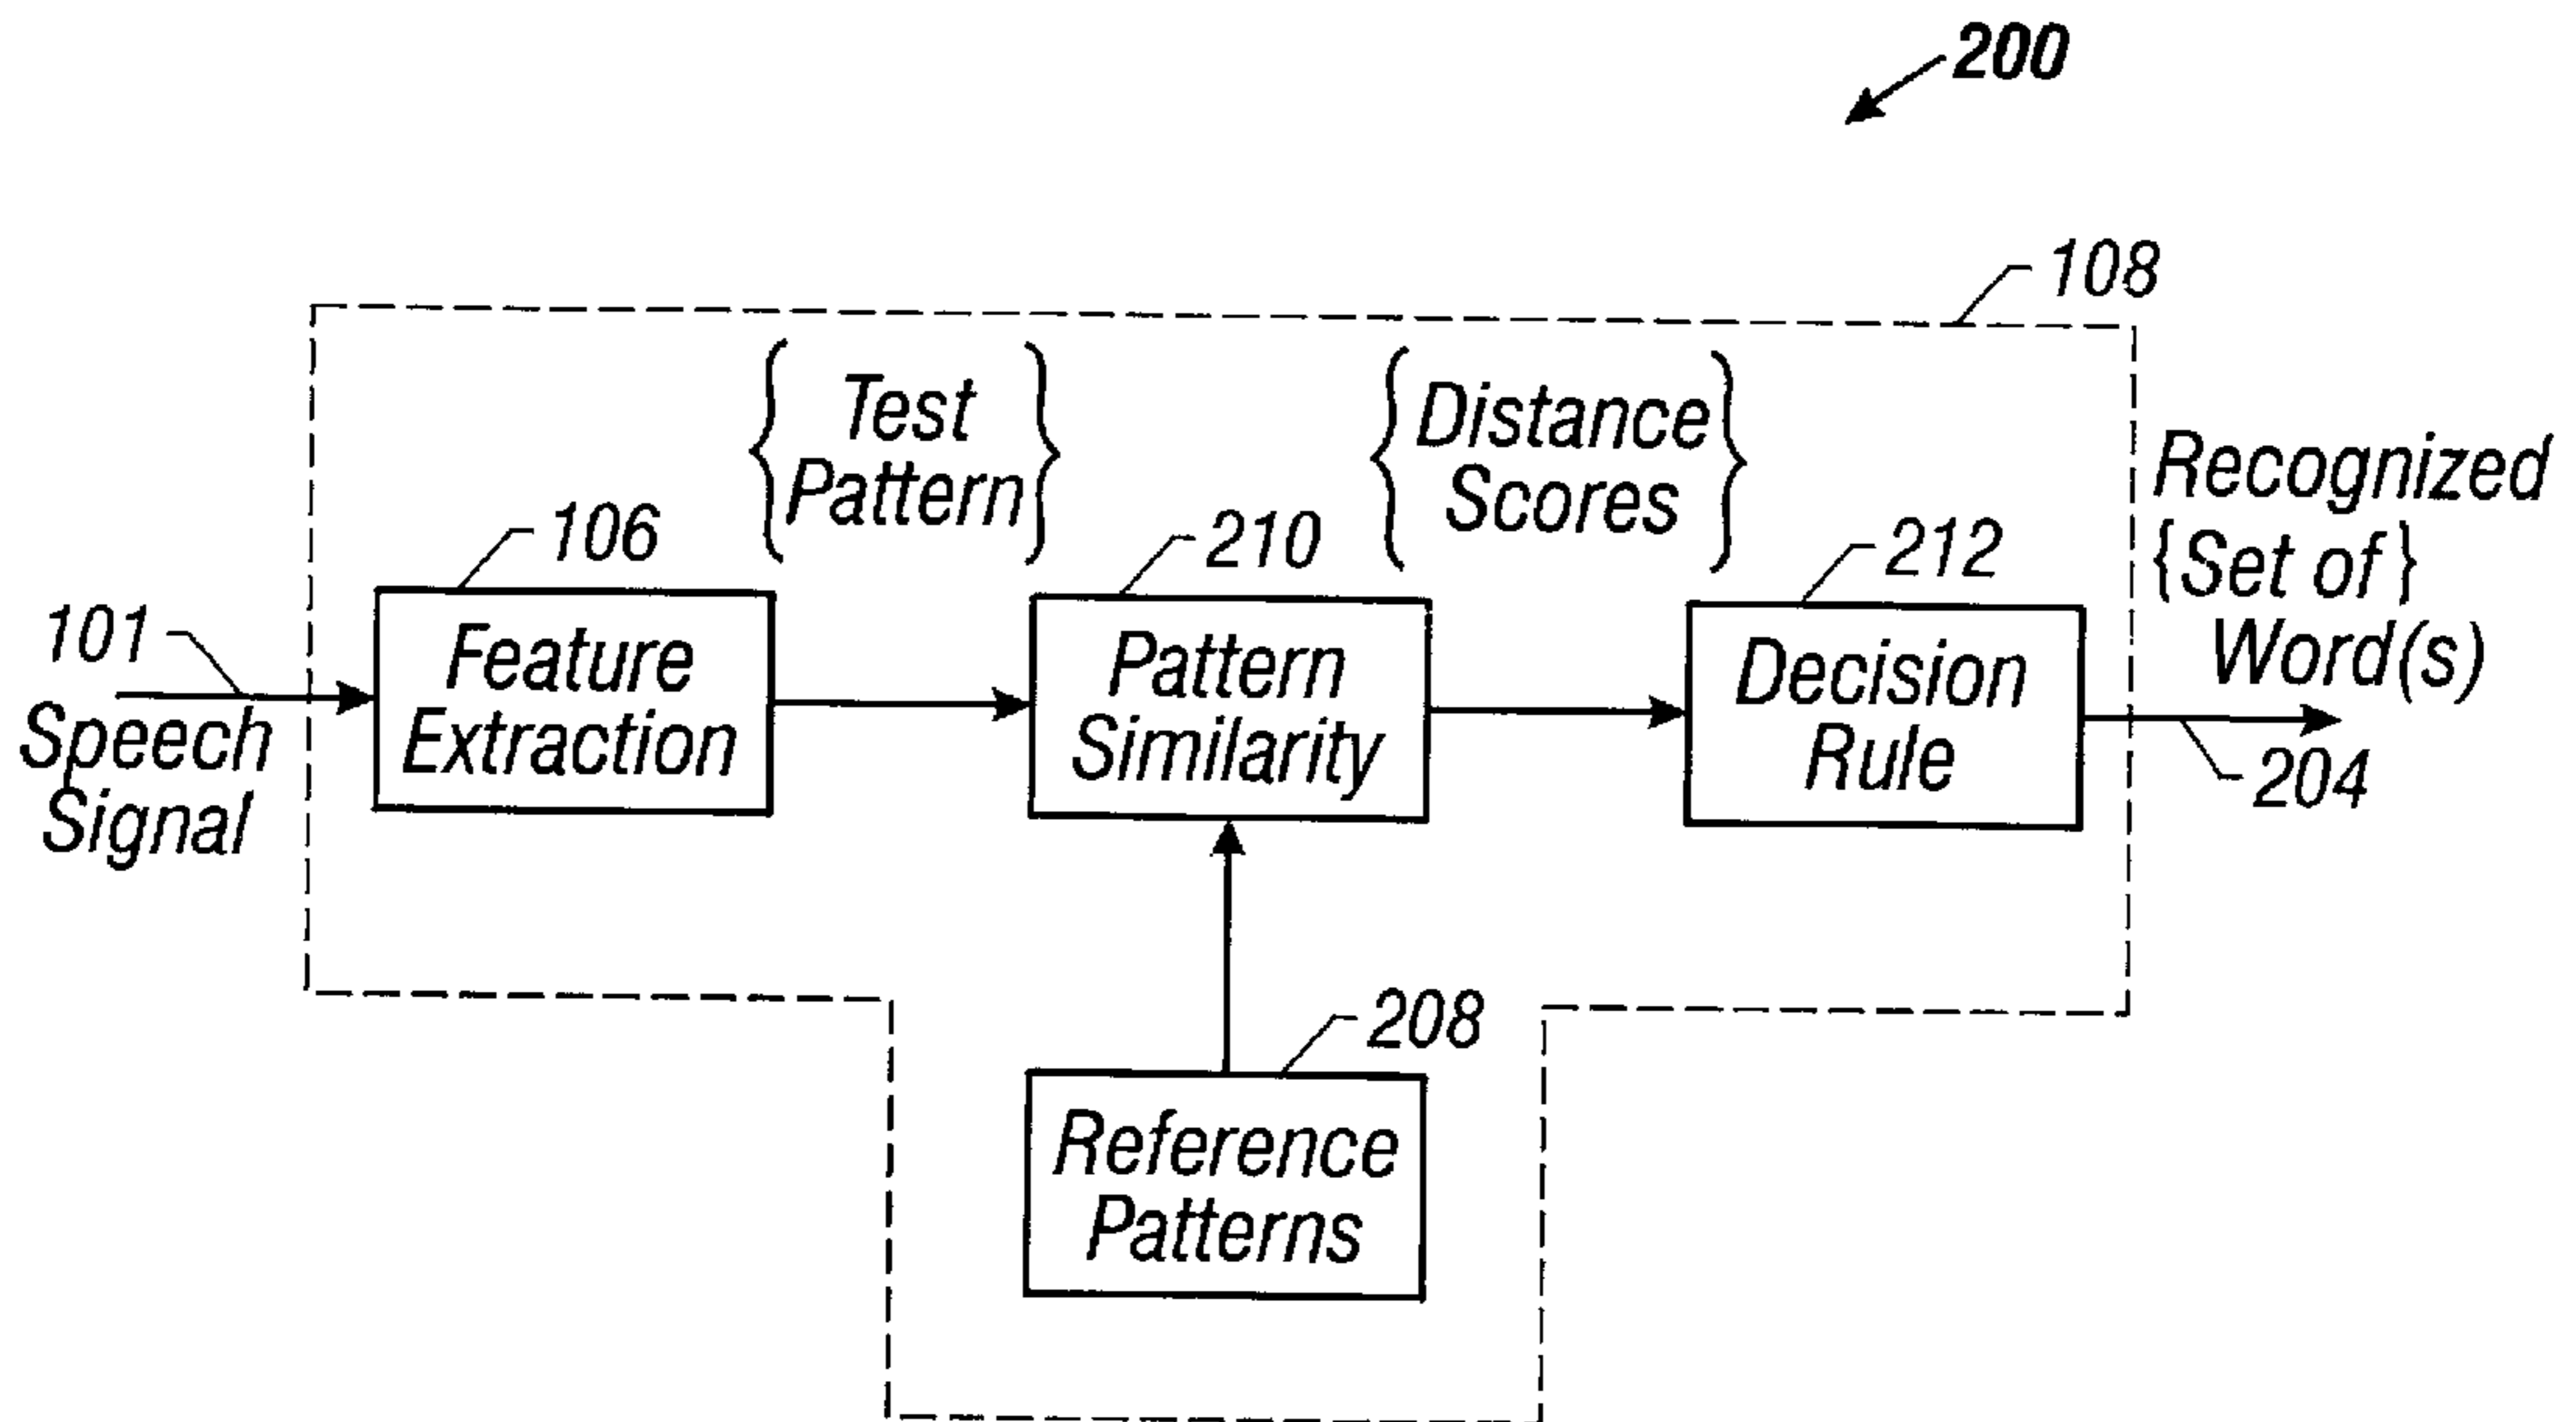 200
108
{ Test
Pattern }
{ Distance
Scores }
Recognized
{Set of}
Word(s)
106
210
212
101
Speech
Signal
Feature
Extraction
Pattern
Similarity
Decision
Rule
204
208
Reference
Patterns